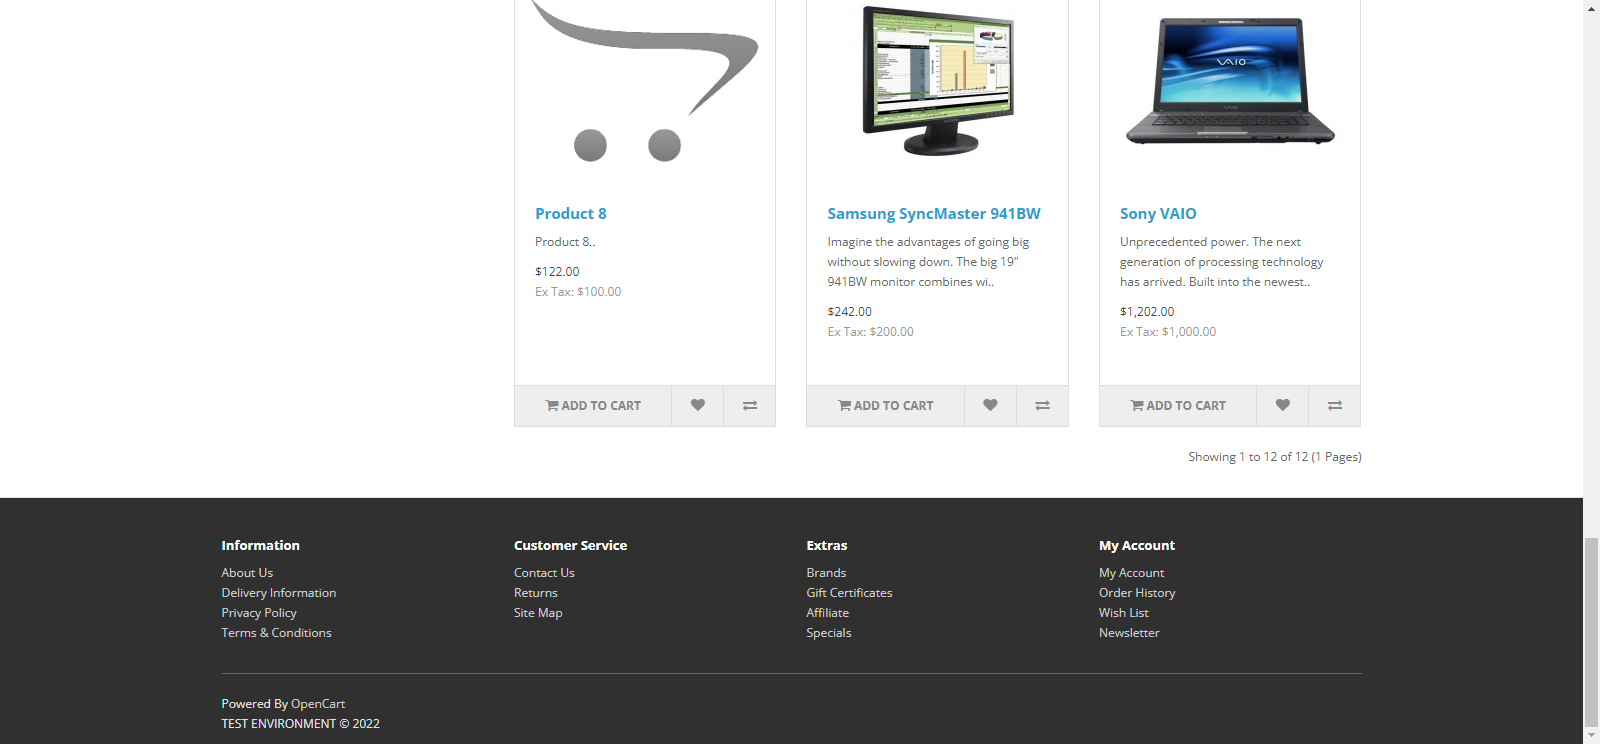 VAIO
Product 8
Product 8..
$122.00
Ex Tax: $100.00
ADD TO CART
Samsung SyncMaster 941BW
Imagine the advantages of going big
without slowing down. The big 19"
941BW monitor combines wi..
$242.00
Ex Tax: $200.00
ADD TO CART
Sony VAIO
Unprecedented power. The next
generation of processing technology
has arrived. Built into the newest..
$1,202.00
Ex Tax: $1,000.00
ADD TO CART
Showing 1 to 12 of 12 (1 Pages)
Information
About Us
Delivery Information
Privacy Policy
Terms & Conditions
Customer Service
Contact Us
Returns
Site Map
Extras
Brands
Gift Certificates
Affiliate
Specials
My Account
My Account
Order History
Wish List
Newsletter
Powered By OpenCart
TEST ENVIRONMENT © 2022